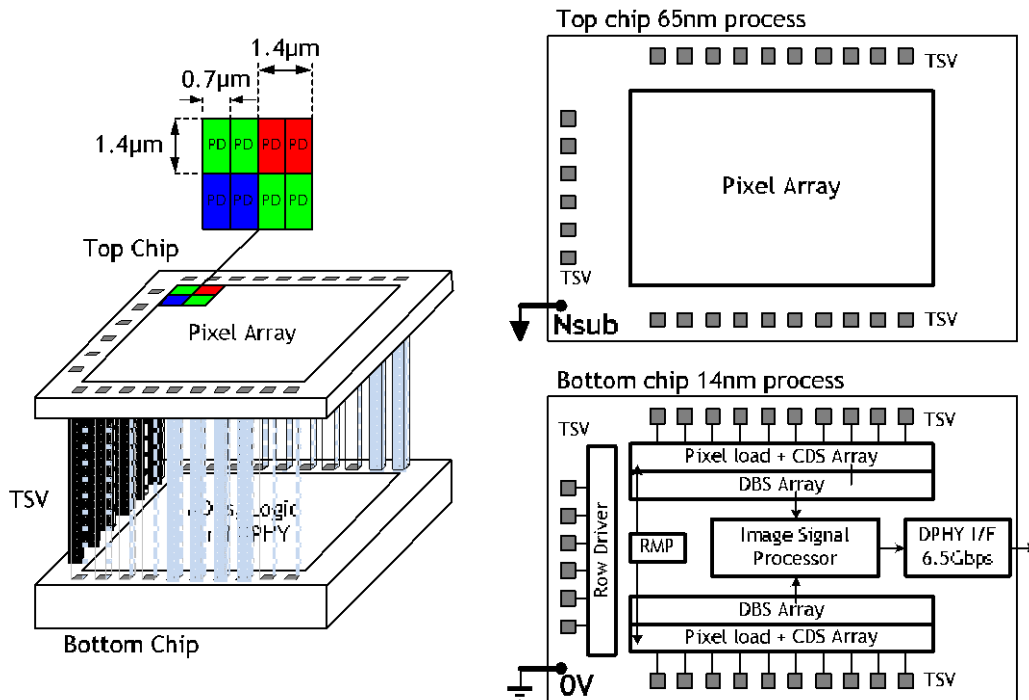 1.4μm
0.7μm
1.4μm
PD PD PD PD
PD PD PD PD
Top Chip
Pixel Array
TSV
Logic
PHY
Bottom Chip
Top chip 65nm process
TSV
Pixel Array
TSV
Nsub
Bottom chip 14nm process
TSV
TSV
Pixel load + CDS Array
DBS Array
Row Driver
RMP
Image Signal
Processor
DPHY I/F
6.5Gbps
DBS Array
Pixel load + CDS Array
TSV
0V